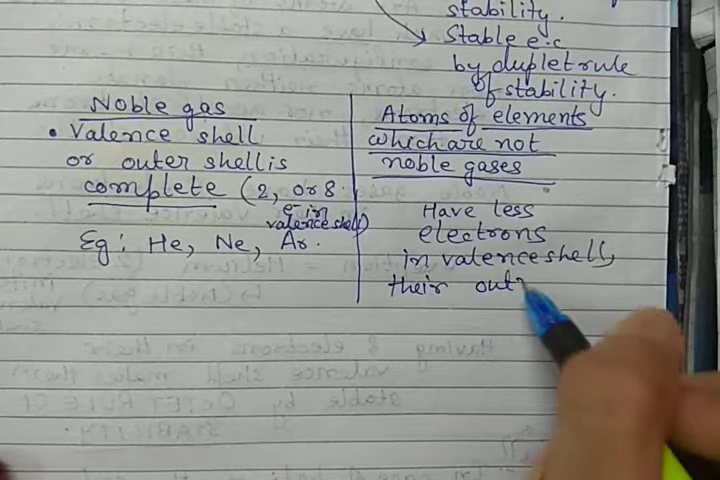 stability.
Stable e.c
by duplet rule
of stability.
Noble gas
• Valence shell
or outer shell is
complete (2, or 8
e- in
valence shell)
Eg: He, Ne, Ar.
Atoms of elements
which are not
noble gases
Have less
electrons
in valence shell,
their out